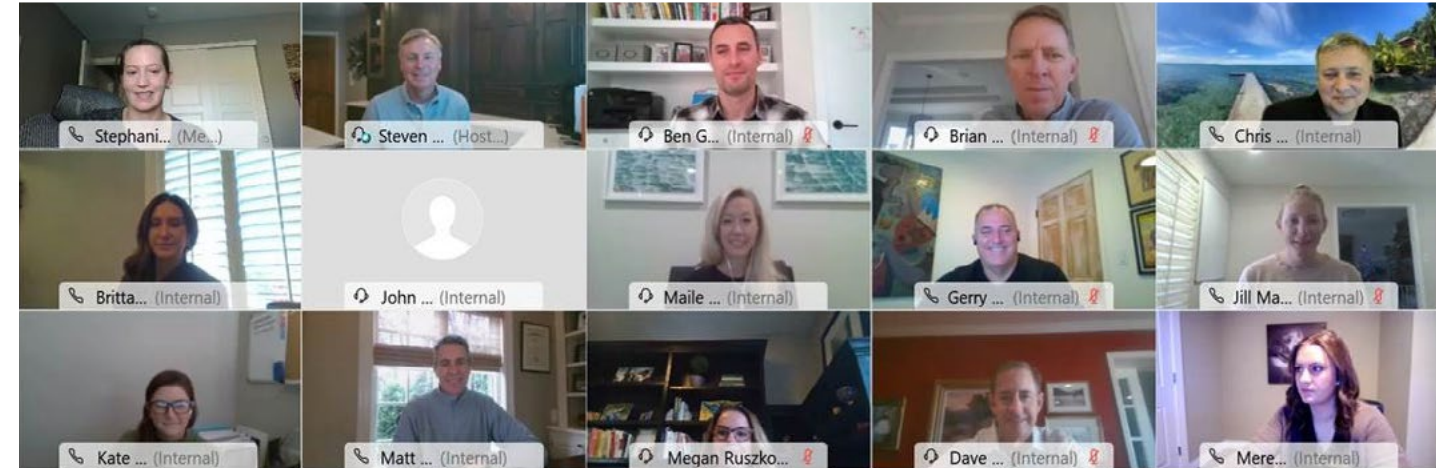 Stephani... (Me...)
Steven ... (Host...)
Ben G... (Internal)
Brian ... (Internal)
Chris ... (Internal)
Britta... (Internal)
John ... (Internal)
Maile ... (Internal)
Gerry ... (Internal)
Jill Ma... (Internal)
Kate ... (Internal)
Matt ... (Internal)
Megan Ruszko...
Dave ... (Internal)
Mere... (Internal)